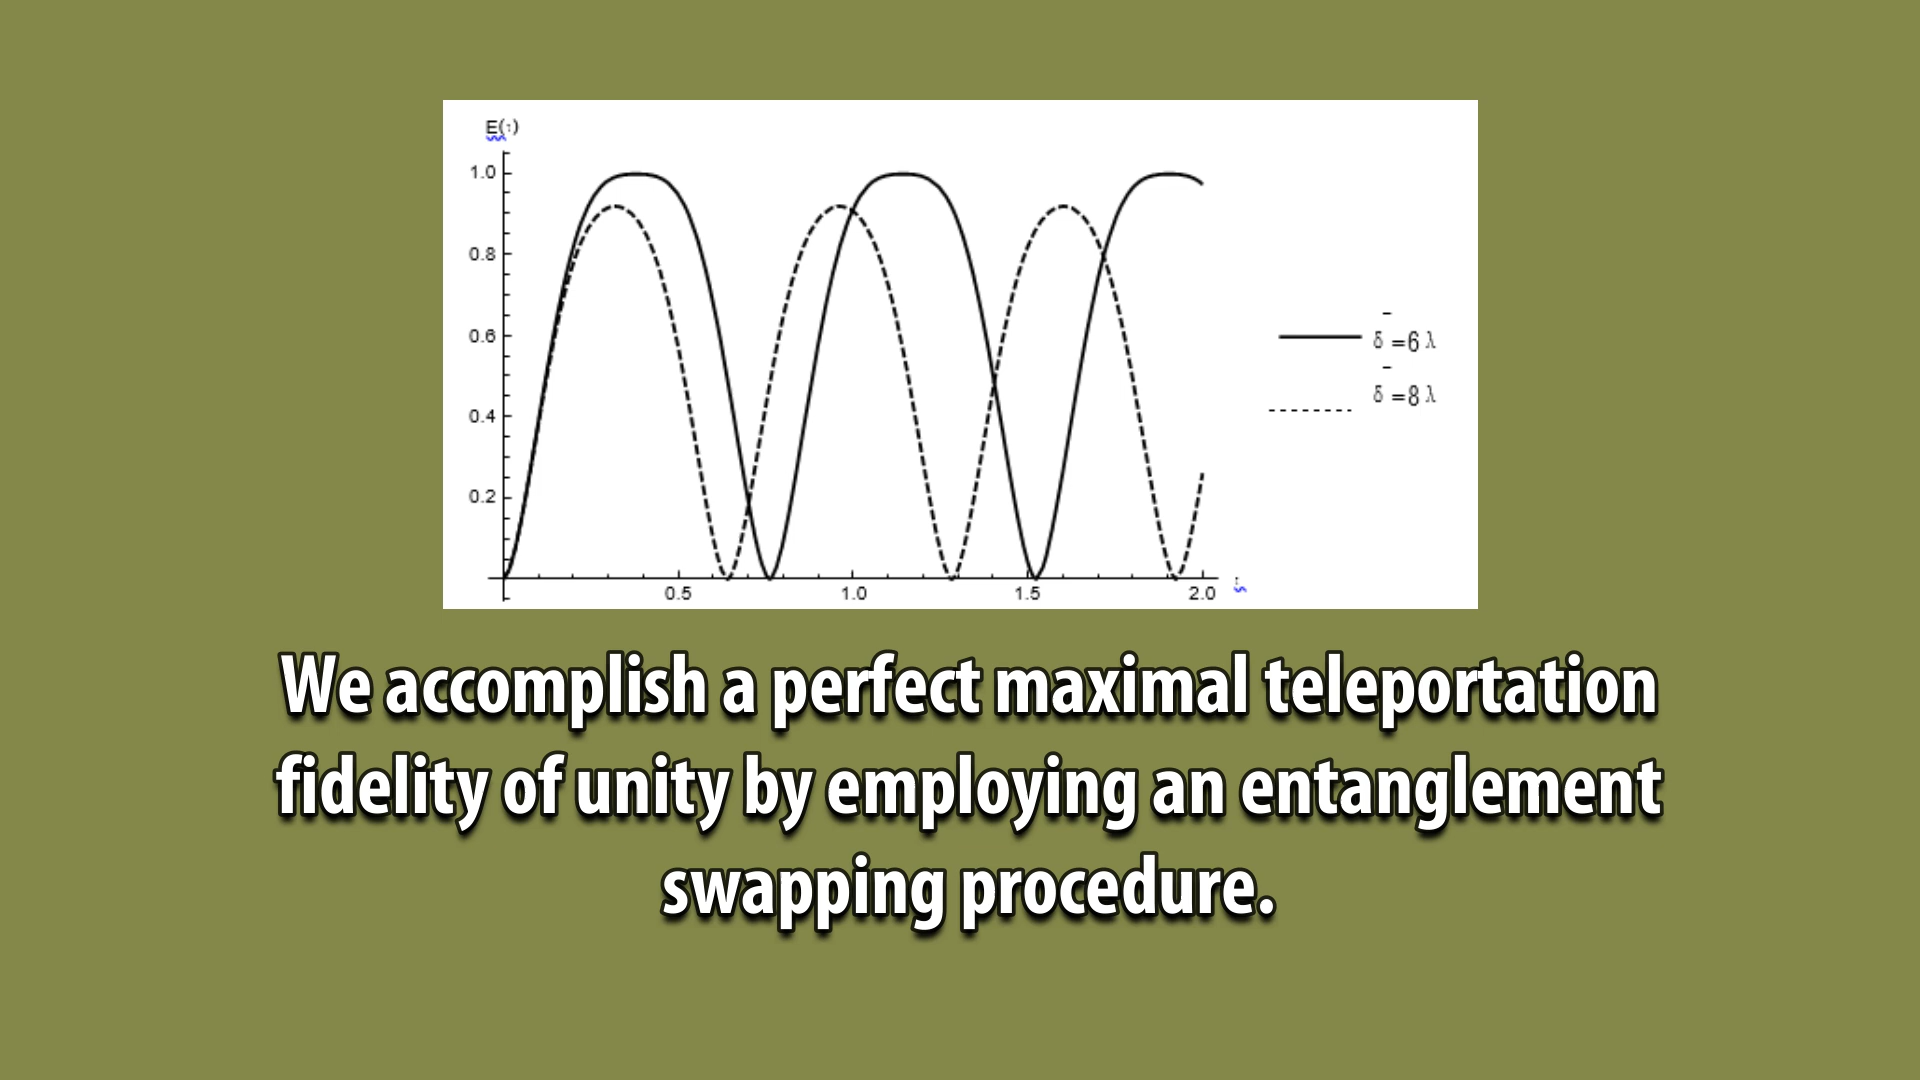 E(t)
1.0
0.8
0.6
0.4
0.2
0.5 1.0 1.5 2.0
δ̄ =6 λ
δ̄ =8 λ
We accomplish a perfect maximal teleportation
fidelity of unity by employing an entanglement
swapping procedure.